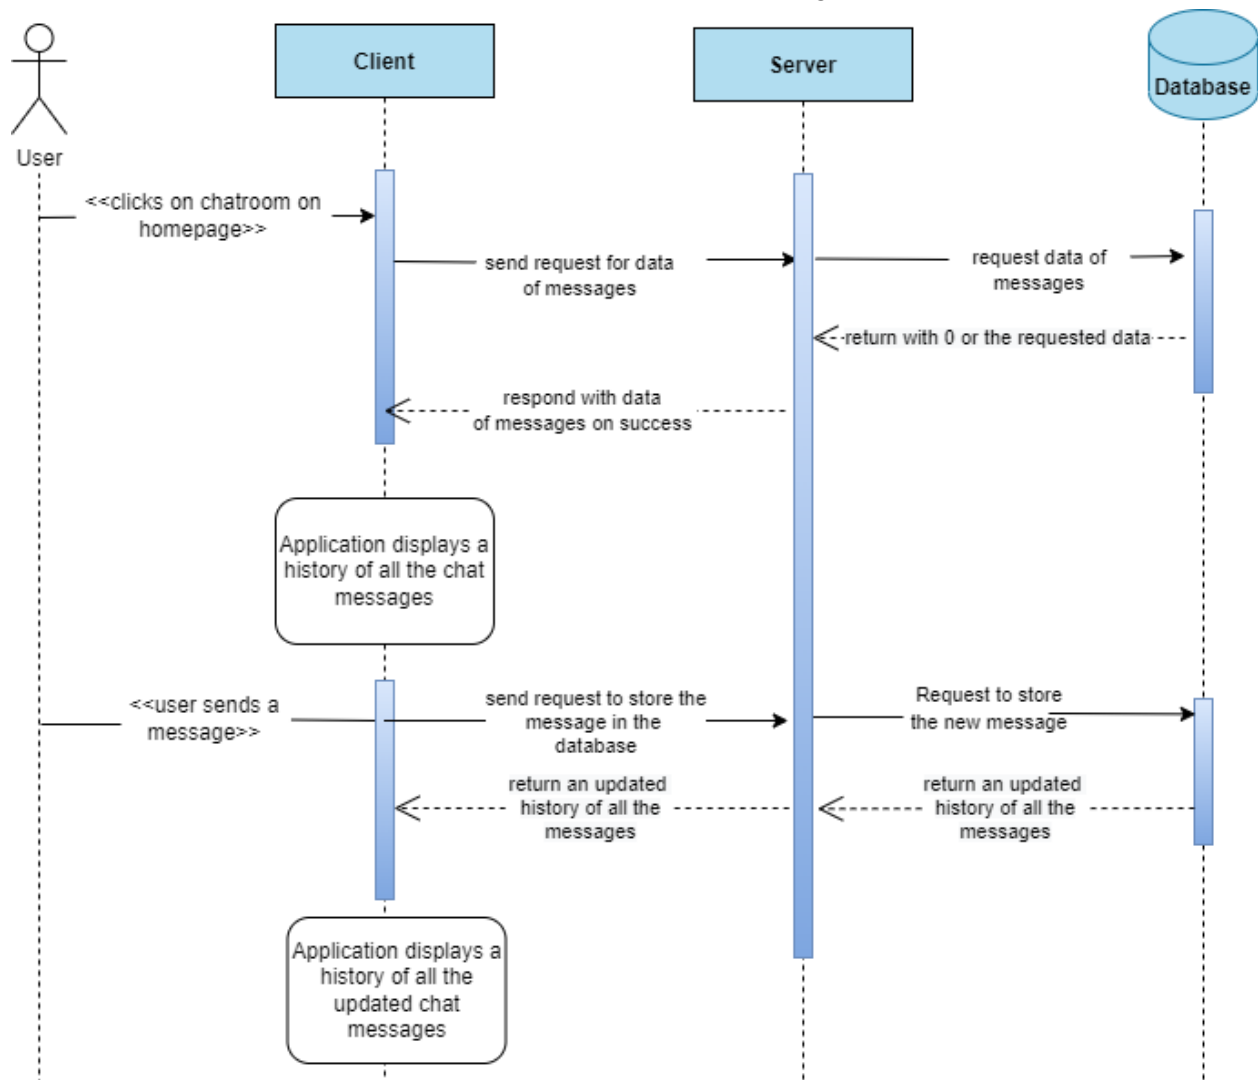 Client
Server
Database
User
<<clicks on chatroom on
homepage>>
send request for data
of messages
request data of
messages
return with 0 or the requested data
respond with data
of messages on success
Application displays a
history of all the chat
messages
<<user sends a
message>>
send request to store the
message in the
database
Request to store
the new message
return an updated
history of all the
messages
return an updated
history of all the
messages
Application displays a
history of all the
updated chat
messages